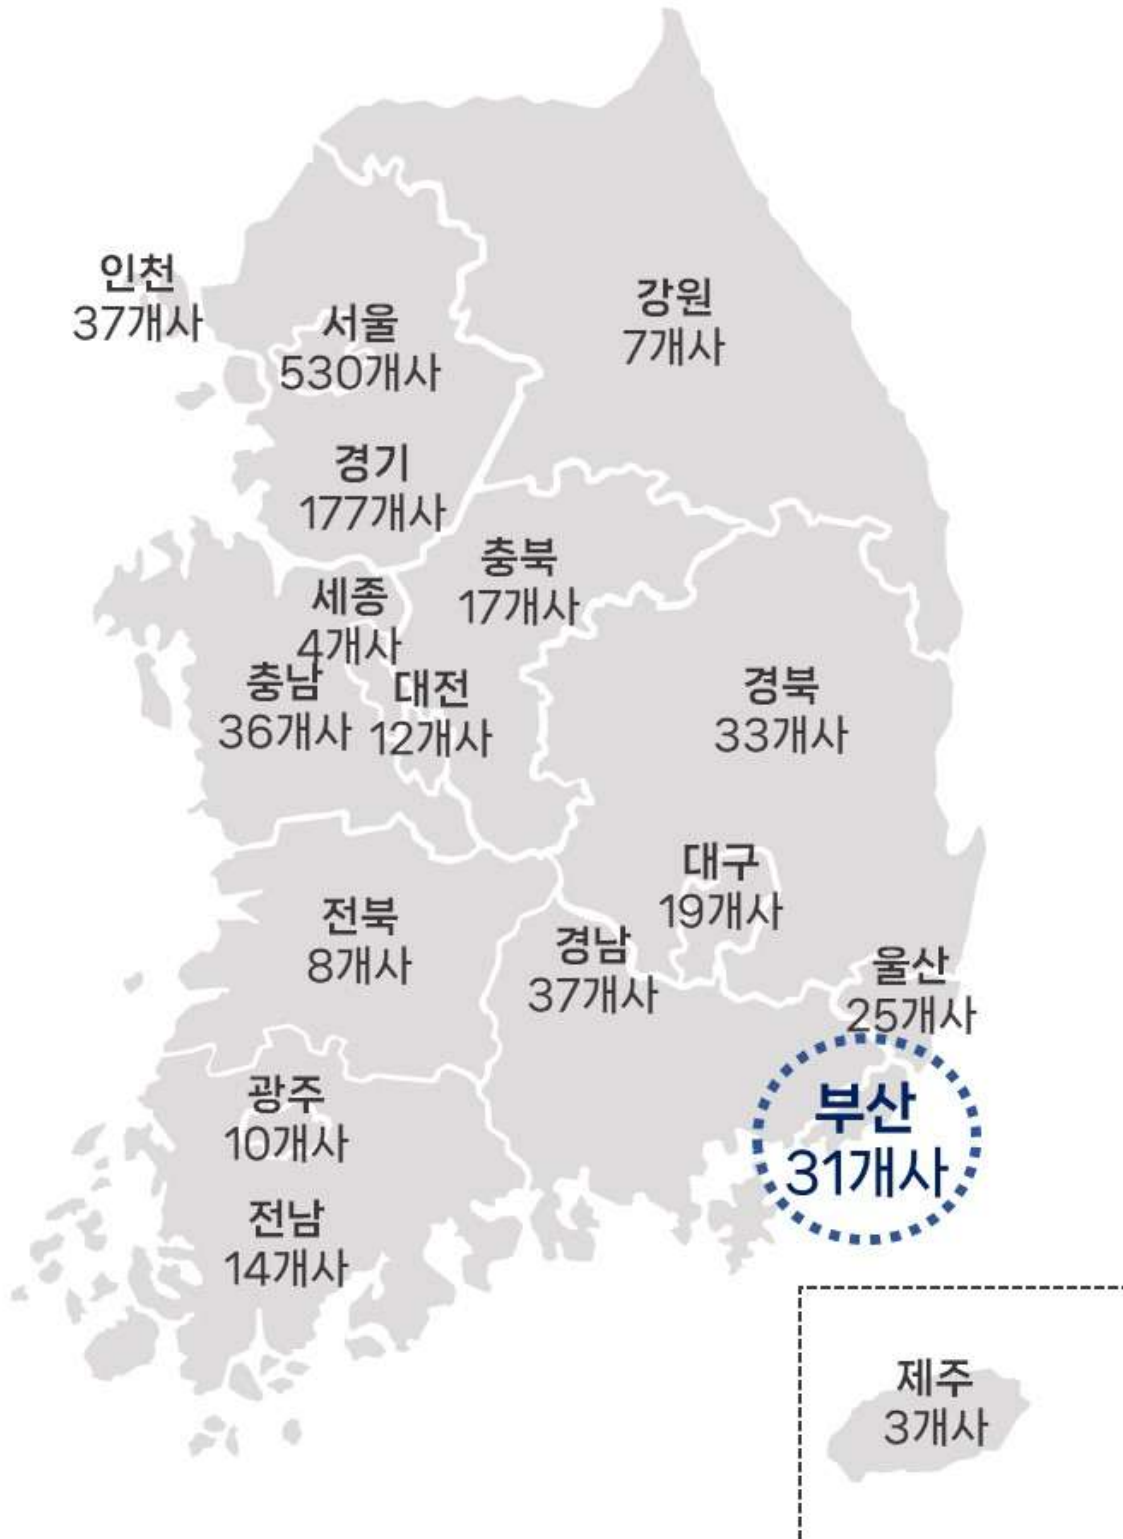 인천
37개사
서울
530개사
강원
7개사
경기
177개사
충북
17개사
세종
4개사
충남
36개사
대전
12개사
경북
33개사
대구
19개사
전북
8개사
경남
37개사
울산
25개사
광주
10개사
부산
31개사
전남
14개사
제주
3개사